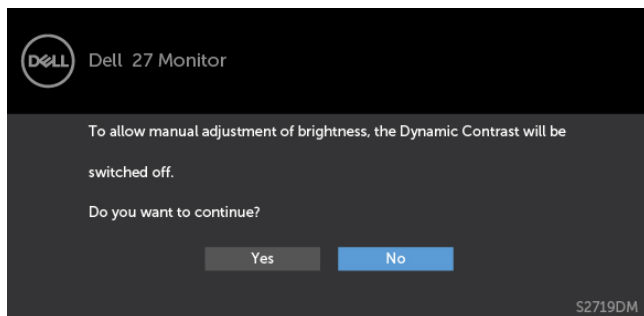 DELL
Dell 27 Monitor
To allow manual adjustment of brightness, the Dynamic Contrast will be
switched off.
Do you want to continue?
Yes No
S2719DM